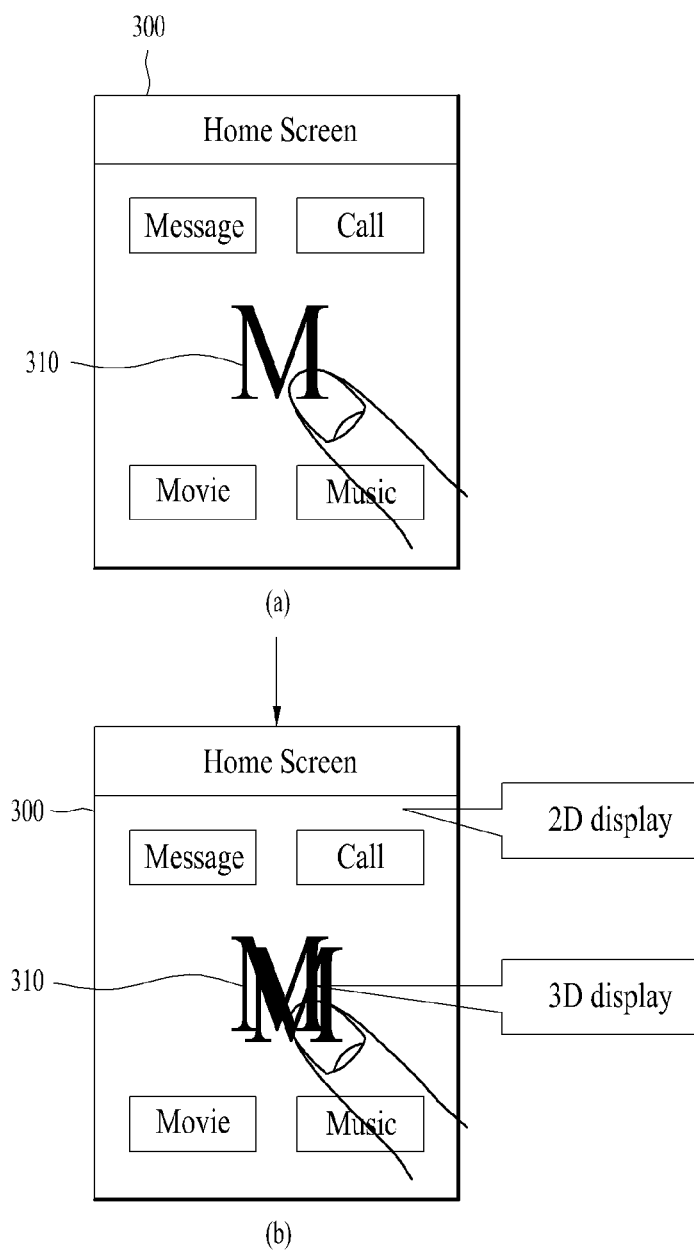 300
Home Screen
Message Call
M
310
Movie Music
(a)
Home Screen
300
2D display
Message Call
M
310
3D display
Movie Music
(b)